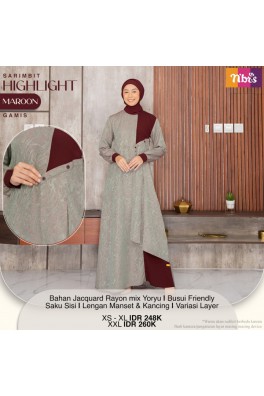 Nibi's
SARIMBIT
HIGHLIGHT
MAROON
GAMIS
Bahan Jacquard Rayon mix Yoryu I Busui Friendly
Saku Sisi I Lengan Manset & Kancing I Variasi Layer
XS - XL IDR 248K
XXL IDR 260K